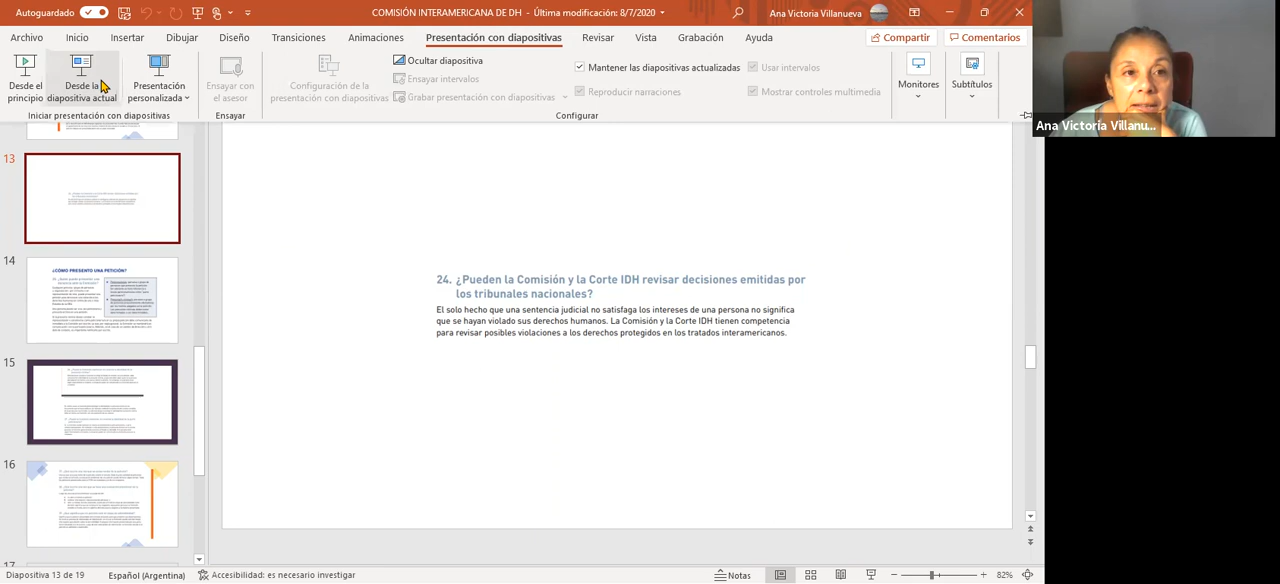 Autoguardado
COMISIÓN INTERAMERICANA DE DH - Última modificación: 8/7/2020
Ana Victoria Villanueva
Archivo Inicio Insertar Dibujar Diseño Transiciones Animaciones Presentación con diapositivas Revisar Vista Grabación Ayuda
Compartir Comentarios
Desde el principio
Desde la diapositiva actual
Presentación personalizada
Iniciar presentación con diapositivas
Ensayar con el asesor
Ensayar
Configuración de la presentación con diapositivas
Ocultar diapositiva
Ensayar intervalos
Grabar presentación con diapositivas
Mantener las diapositivas actualizadas
Reproducir narraciones
Usar intervalos
Mostrar controles multimedia
Configurar
Monitores
Subtítulos
Ana Victoria Villanu...
13
14
¿CÓMO PRESENTO UNA PETICIÓN?
15
16
17
24. ¿Pueden la Comisión y la Corte IDH revisar decisiones emitidas por
los tribunales nacionales?
El solo hecho que una sentencia judicial no satisfaga los intereses de una persona no significa
que se hayan violado sus derechos humanos. La Comisión y la Corte IDH tienen competencia
para revisar posibles violaciones a los derechos protegidos en los tratados interamericanos.
Diapositiva 13 de 19
Español (Argentina)
Accesibilidad: es necesario investigar
Notas
82%